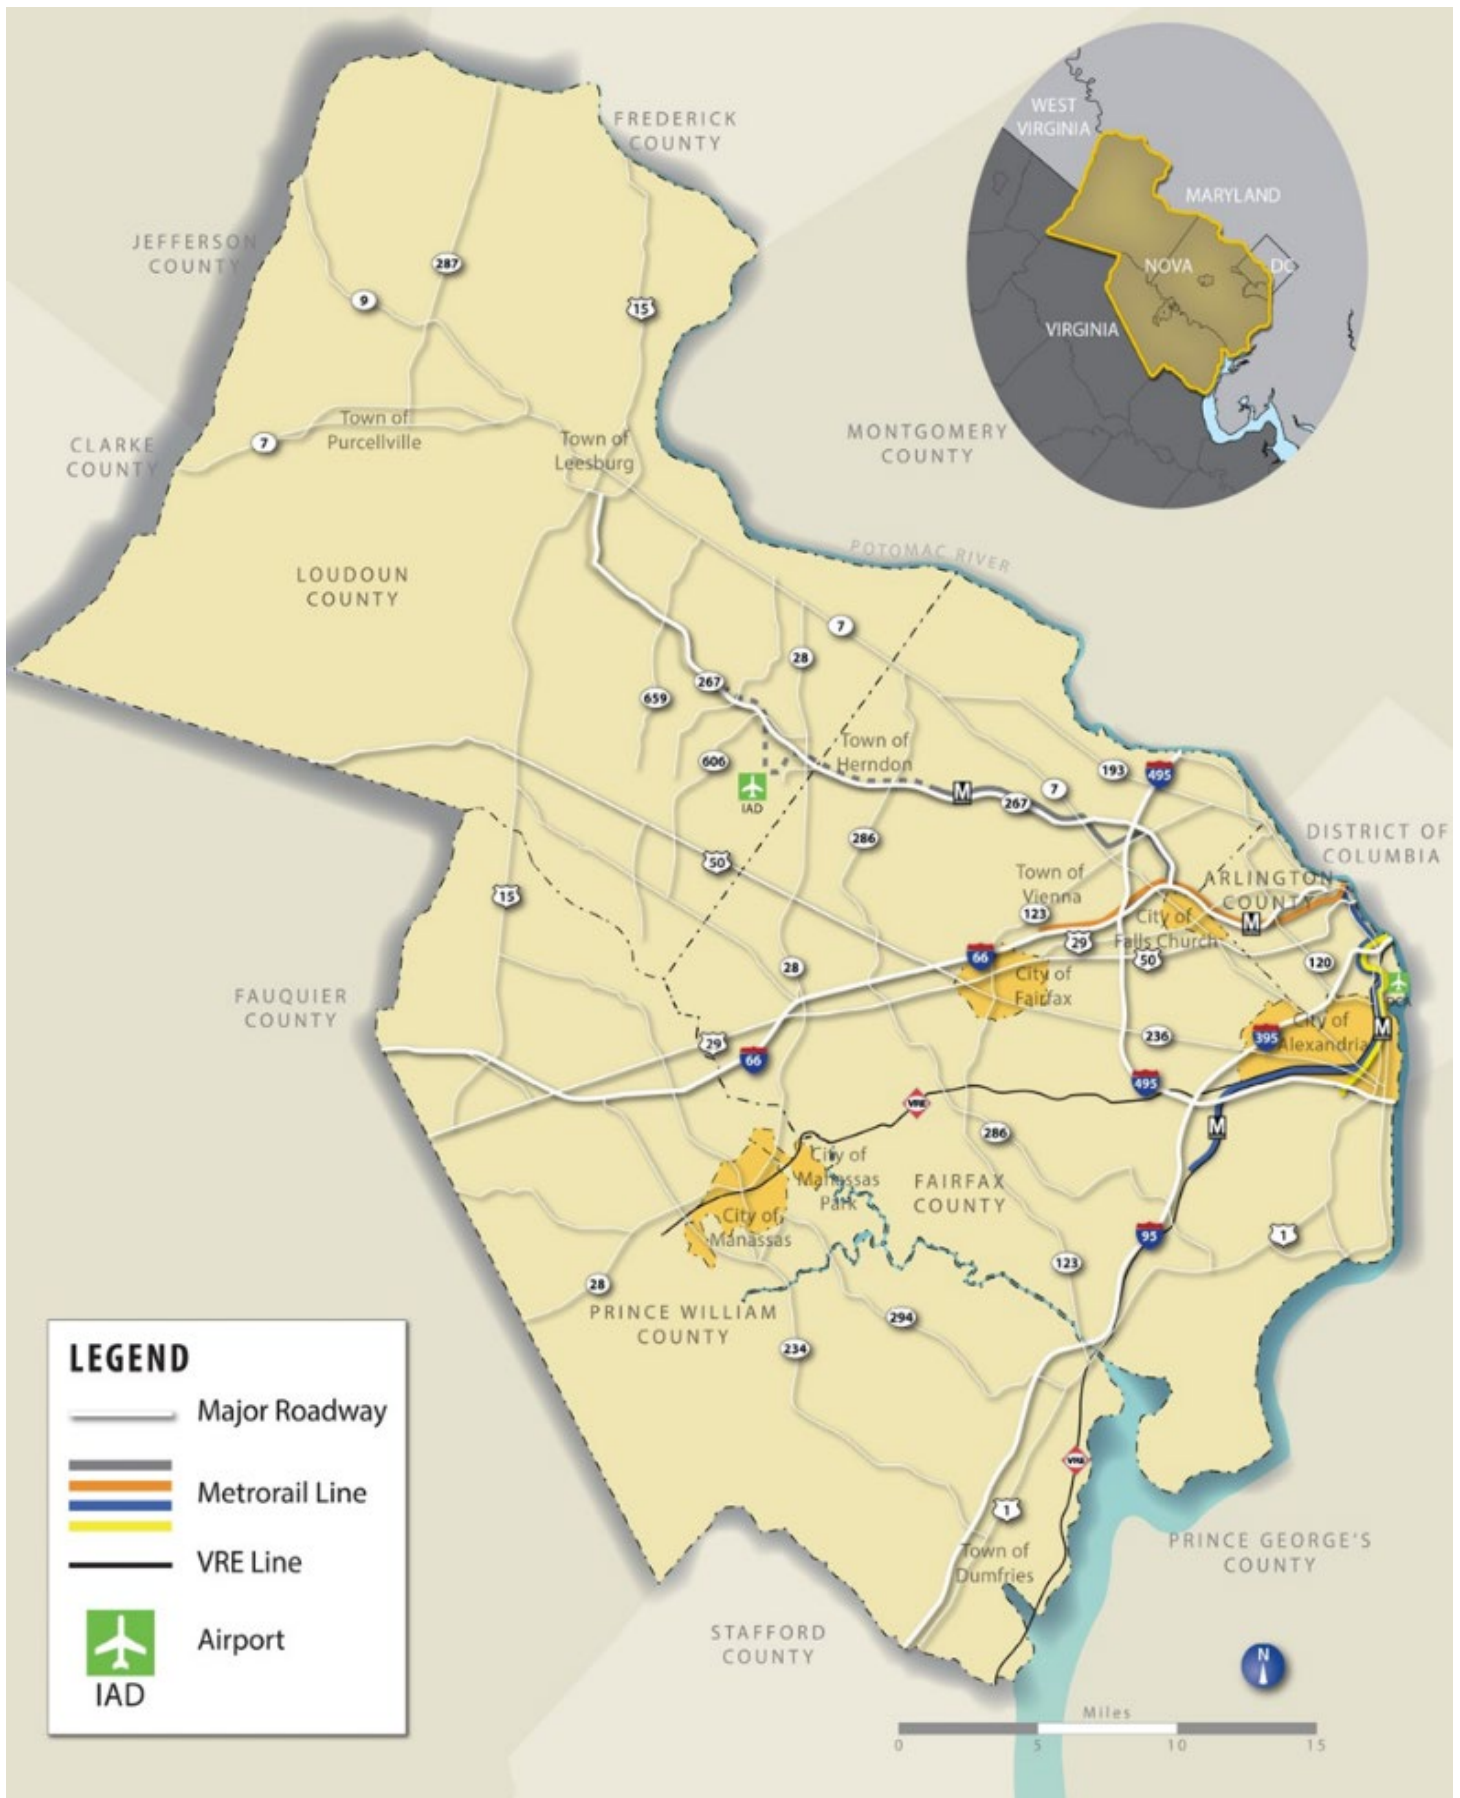 FREDERICK
COUNTY
WEST
VIRGINIA
MARYLAND
NOVA
DC
VIRGINIA
JEFFERSON
COUNTY
287
9
15
Town of
Purcellville
7
CLARKE
COUNTY
Town of
Leesburg
MONTGOMERY
COUNTY
POTOMAC RIVER
LOUDOUN
COUNTY
7
28
267
659
606
IAD
Town of
Herndon
M
267
7
193
495
286
50
15
DISTRICT OF
COLUMBIA
Town of
Vienna
123
ARLINGTON
COUNTY
M
City of
Falls Church
29
50
66
City of
Fairfax
28
120
DCA
M
FAUQUIER
COUNTY
29
66
236
395
City of
Alexandria
495
VRE
M
286
City of
Manassas
Park
FAIRFAX
COUNTY
City of
Manassas
95
1
123
28
PRINCE WILLIAM
COUNTY
294
234
VRE
1
Town of
Dumfries
PRINCE GEORGE'S
COUNTY
STAFFORD
COUNTY
LEGEND
Major Roadway
Metrorail Line
VRE Line
Airport
IAD
N
Miles
0 5 10 15